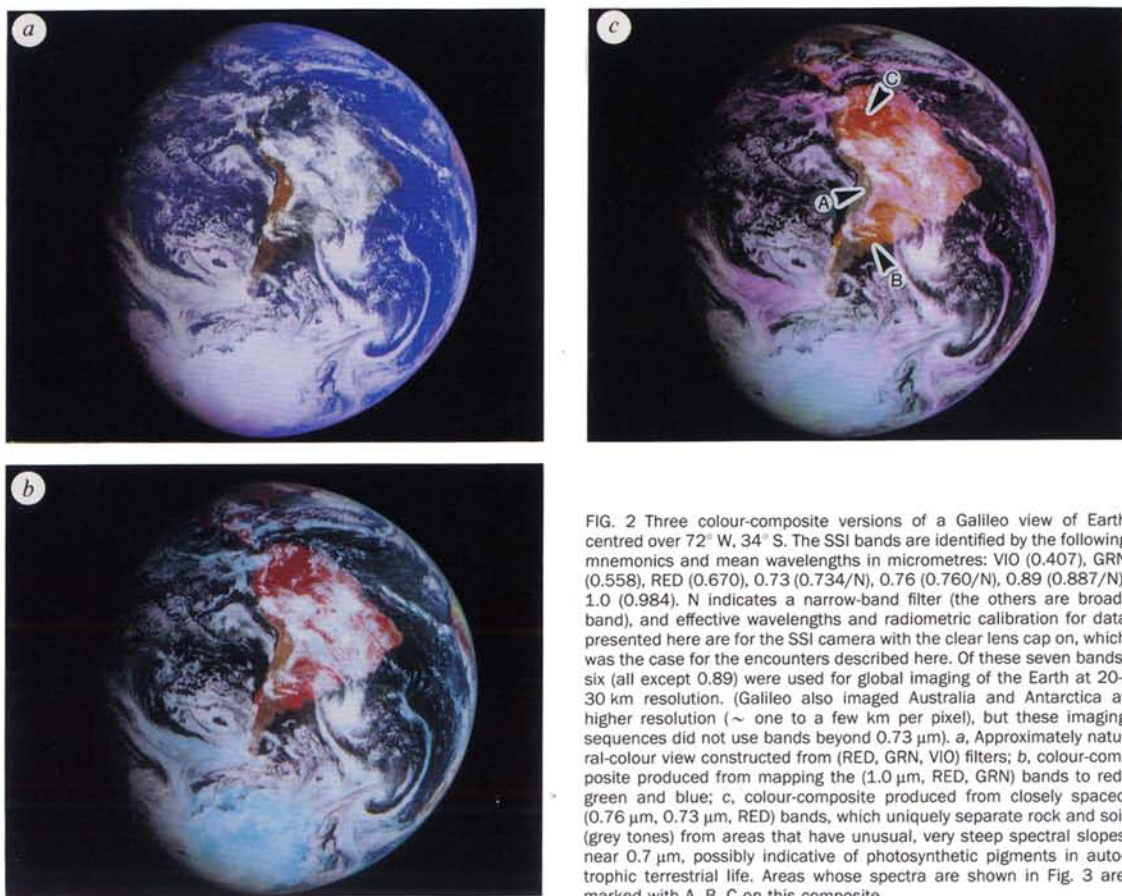 a
c
C
A
B
b
FIG. 2 Three colour-composite versions of a Galileo view of Earth
centred over 72° W, 34° S. The SSI bands are identified by the following
mnemonics and mean wavelengths in micrometres: VIO (0.407), GRN
(0.558), RED (0.670), 0.73 (0.734/N), 0.76 (0.760/N), 0.89 (0.887/N)
1.0 (0.984). N indicates a narrow-band filter (the others are broad
band), and effective wavelengths and radiometric calibration for data
presented here are for the SSI camera with the clear lens cap on, which
was the case for the encounters described here. Of these seven bands
six (all except 0.89) were used for global imaging of the Earth at 20-
30 km resolution. (Galileo also imaged Australia and Antarctica a
higher resolution (~ one to a few km per pixel), but these imaging
sequences did not use bands beyond 0.73 μm). a, Approximately natu
ral-colour view constructed from (RED, GRN, VIO) filters; b, colour-com
posite produced from mapping the (1.0 μm, RED, GRN) bands to red
green and blue; c, colour-composite produced from closely spaced
(0.76 μm, 0.73 μm, RED) bands, which uniquely separate rock and soi
(grey tones) from areas that have unusual, very steep spectral slopes
near 0.7 μm, possibly indicative of photosynthetic pigments in auto
trophic terrestrial life. Areas whose spectra are shown in Fig. 3 are
marked with A, B, C on this composite